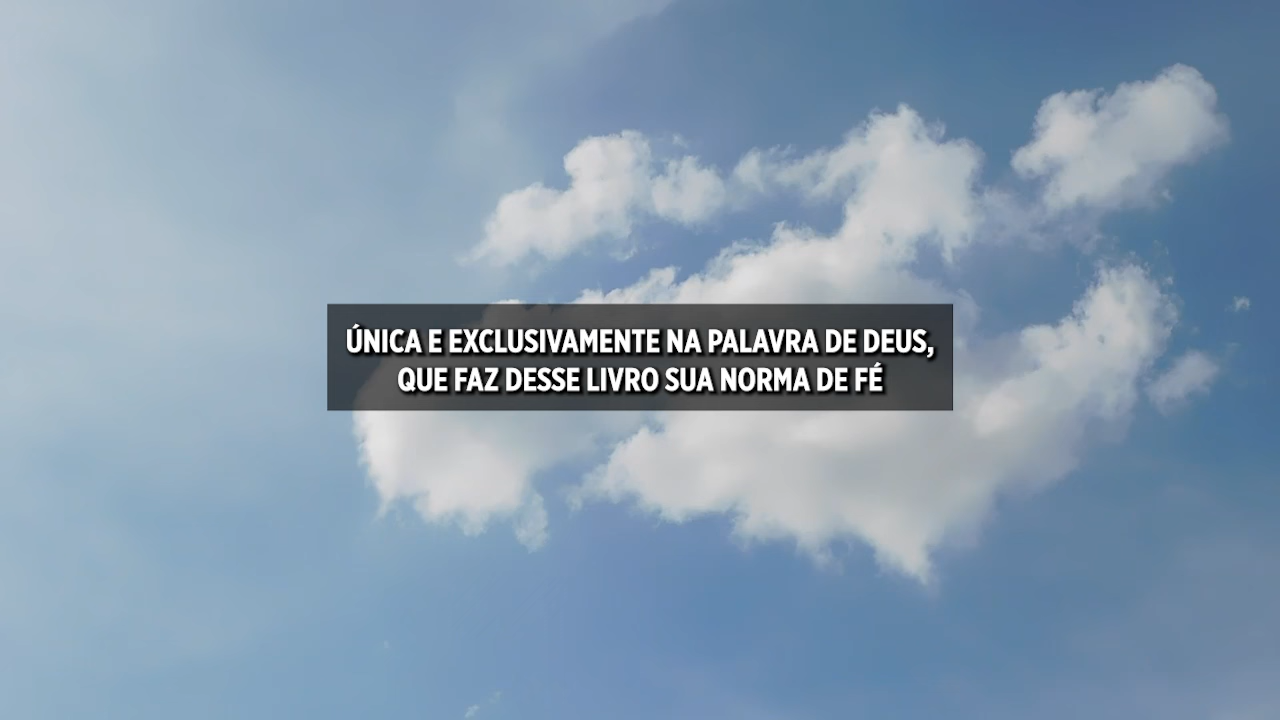 ÚNICA E EXCLUSIVAMENTE NA PALAVRA DE DEUS,
QUE FAZ DESSE LIVRO SUA NORMA DE FÉ